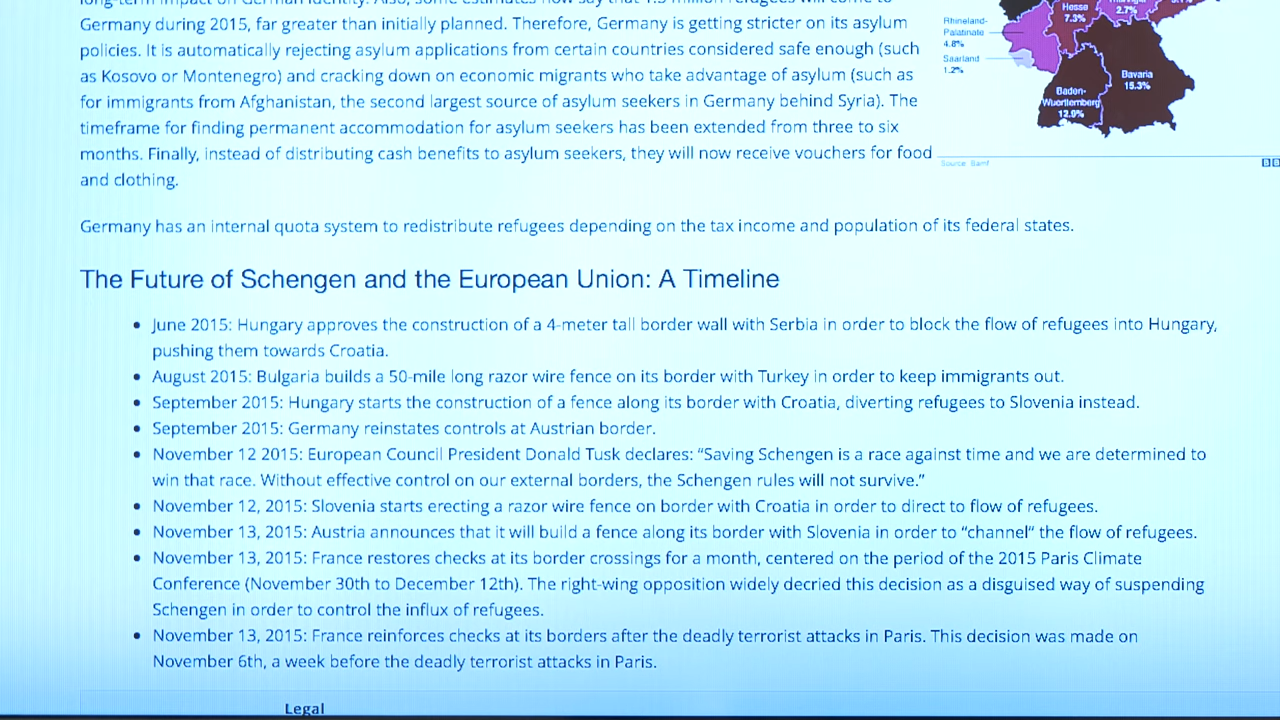 Germany during 2015, far greater than initially planned. Therefore, Germany is getting stricter on its asylum
policies. It is automatically rejecting asylum applications from certain countries considered safe enough (such
as Kosovo or Montenegro) and cracking down on economic migrants who take advantage of asylum (such as
for immigrants from Afghanistan, the second largest source of asylum seekers in Germany behind Syria). The
timeframe for finding permanent accommodation for asylum seekers has been extended from three to six
months. Finally, instead of distributing cash benefits to asylum seekers, they will now receive vouchers for food
and clothing.
Hesse
7.3%
2.7%
Rhineland-
Palatinate
4.8%
Saarland
1.2%
Bavaria
15.3%
Baden-
Wuerttemberg
12.9%
Source: Bamf
Germany has an internal quota system to redistribute refugees depending on the tax income and population of its federal states.
The Future of Schengen and the European Union: A Timeline
• June 2015: Hungary approves the construction of a 4-meter tall border wall with Serbia in order to block the flow of refugees into Hungary,
pushing them towards Croatia.
• August 2015: Bulgaria builds a 50-mile long razor wire fence on its border with Turkey in order to keep immigrants out.
• September 2015: Hungary starts the construction of a fence along its border with Croatia, diverting refugees to Slovenia instead.
• September 2015: Germany reinstates controls at Austrian border.
• November 12 2015: European Council President Donald Tusk declares: “Saving Schengen is a race against time and we are determined to
win that race. Without effective control on our external borders, the Schengen rules will not survive.”
• November 12, 2015: Slovenia starts erecting a razor wire fence on border with Croatia in order to direct to flow of refugees.
• November 13, 2015: Austria announces that it will build a fence along its border with Slovenia in order to “channel” the flow of refugees.
• November 13, 2015: France restores checks at its border crossings for a month, centered on the period of the 2015 Paris Climate
Conference (November 30th to December 12th). The right-wing opposition widely decried this decision as a disguised way of suspending
Schengen in order to control the influx of refugees.
• November 13, 2015: France reinforces checks at its borders after the deadly terrorist attacks in Paris. This decision was made on
November 6th, a week before the deadly terrorist attacks in Paris.
Legal